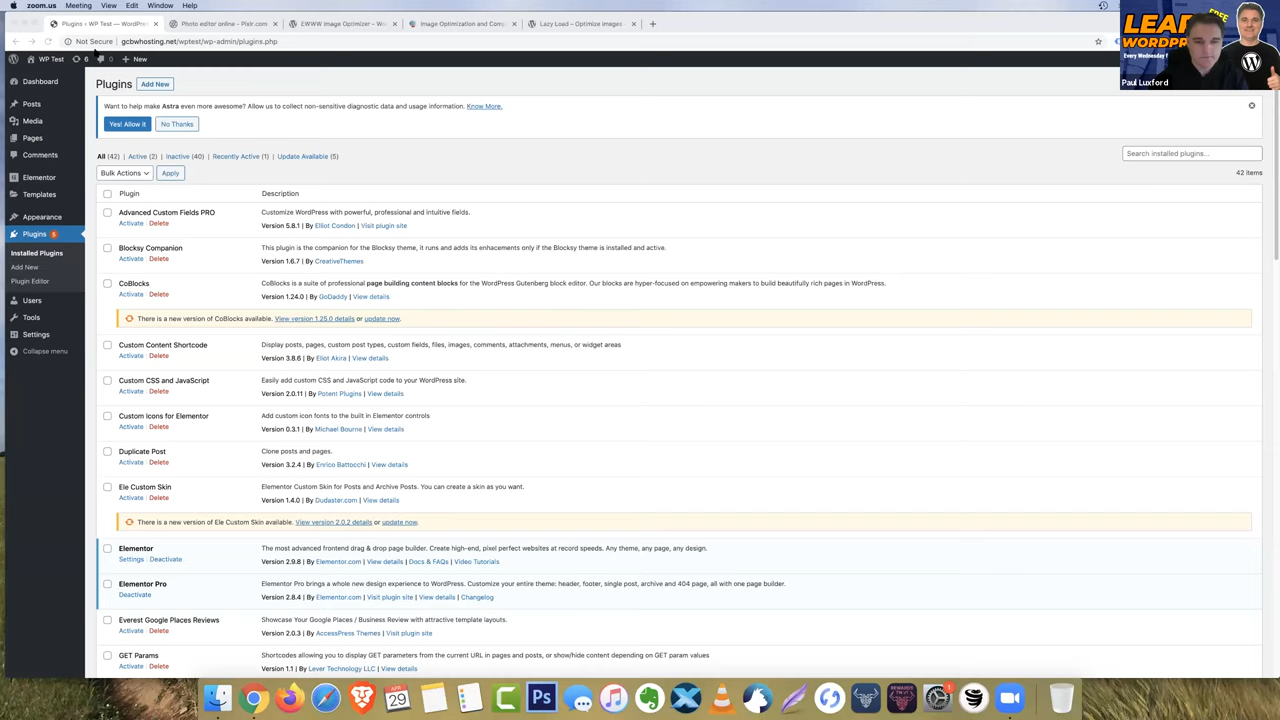 zoom.us Meeting View Edit Window Help
Plugins ‹ WP Test — WordPre
Photo editor online - Pixlr.com
EWWW Image Optimizer – Wo
Image Optimization and Comp
Lazy Load – Optimize images
Not Secure gcbwhosting.net/wptest/wp-admin/plugins.php
WP Test 6 0 New
LEA FREE
WORDPR
Every Wednesday
Paul Luxford
Dashboard
Posts
Media
Pages
Comments
Elementor
Templates
Appearance
Plugins 5
Installed Plugins
Add New
Plugin Editor
Users
Tools
Settings
Collapse menu
Plugins Add New
Want to help make Astra even more awesome? Allow us to collect non-sensitive diagnostic data and usage information. Know More.
Yes! Allow it No Thanks
All (42) | Active (2) | Inactive (40) | Recently Active (1) | Update Available (5)
Search installed plugins...
Bulk Actions Apply
42 items
Plugin Description
Advanced Custom Fields PRO Customize WordPress with powerful, professional and intuitive fields.
Activate | Delete Version 5.8.1 | By Elliot Condon | Visit plugin site
Blocksy Companion This plugin is the companion for the Blocksy theme, it runs and adds its enhacements only if the Blocksy theme is installed and active.
Activate | Delete Version 1.6.7 | By CreativeThemes
CoBlocks CoBlocks is a suite of professional page building content blocks for the WordPress Gutenberg block editor. Our blocks are hyper-focused on empowering makers to build beautifully rich pages in WordPress.
Activate | Delete Version 1.24.0 | By GoDaddy | View details
There is a new version of CoBlocks available. View version 1.25.0 details or update now.
Custom Content Shortcode Display posts, pages, custom post types, custom fields, files, images, comments, attachments, menus, or widget areas
Activate | Delete Version 3.8.6 | By Eliot Akira | View details
Custom CSS and JavaScript Easily add custom CSS and JavaScript code to your WordPress site.
Activate | Delete Version 2.0.11 | By Potent Plugins | View details
Custom Icons for Elementor Add custom icon fonts to the built in Elementor controls
Activate | Delete Version 0.3.1 | By Michael Bourne | View details
Duplicate Post Clone posts and pages.
Activate | Delete Version 3.2.4 | By Enrico Battocchi | View details
Ele Custom Skin Elementor Custom Skin for Posts and Archive Posts. You can create a skin as you want.
Activate | Delete Version 1.4.0 | By Dudaster.com | View details
There is a new version of Ele Custom Skin available. View version 2.0.2 details or update now.
Elementor The most advanced frontend drag & drop page builder. Create high-end, pixel perfect websites at record speeds. Any theme, any page, any design.
Settings | Deactivate Version 2.9.8 | By Elementor.com | View details | Docs & FAQs | Video Tutorials
Elementor Pro Elementor Pro brings a whole new design experience to WordPress. Customize your entire theme: header, footer, single post, archive and 404 page, all with one page builder.
Deactivate Version 2.8.4 | By Elementor.com | Visit plugin site | View details | Changelog
Everest Google Places Reviews Showcase Your Google Places / Business Review with attractive template layouts.
Activate | Delete Version 2.0.3 | By AccessPress Themes | Visit plugin site
GET Params Shortcodes allowing you to display GET parameters from the current URL in pages and posts, or show/hide content depending on GET param values
Activate | Delete Version 1.1 | By Lever Technology LLC | View details
APR
29
Ps
REWARDS
1